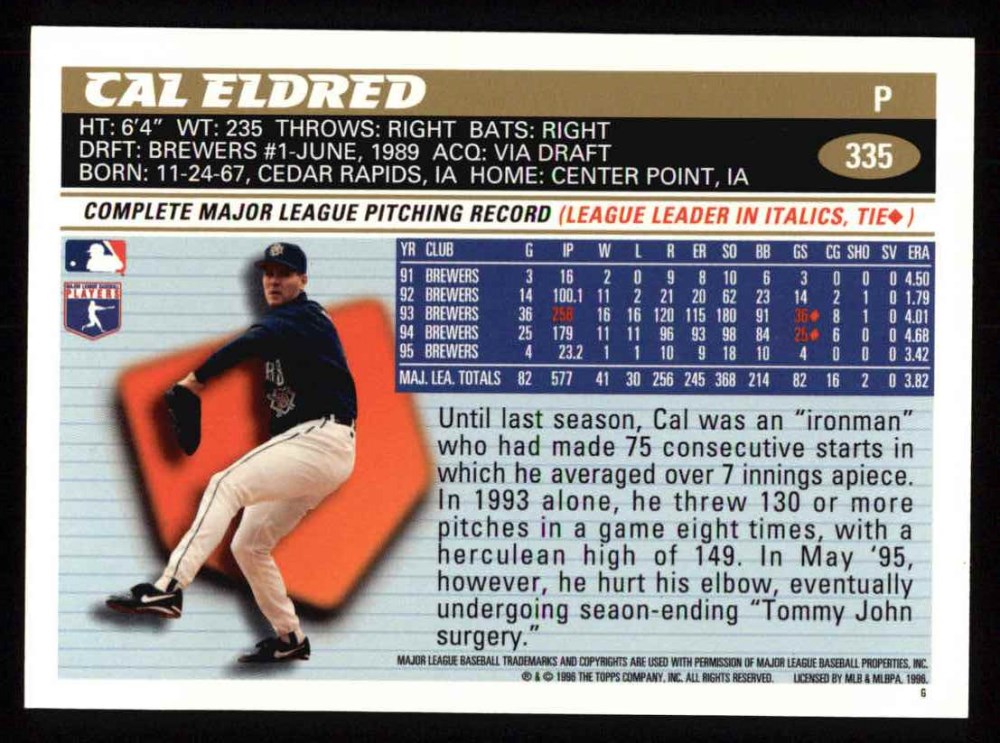 CAL ELDRED
P
HT: 6'4" WT: 235 THROWS: RIGHT BATS: RIGHT
DRFT: BREWERS #1-JUNE, 1989 ACQ: VIA DRAFT
BORN: 11-24-67, CEDAR RAPIDS, IA HOME: CENTER POINT, IA
335
COMPLETE MAJOR LEAGUE PITCHING RECORD (LEAGUE LEADER IN ITALICS, TIE◆)
YR CLUB G IP W L R ER SO BB GS CG SHO SV ERA
91 BREWERS 3 16 2 0 9 8 10 6 3 0 0 0 4.50
92 BREWERS 14 100.1 11 2 21 20 62 23 14 2 1 0 1.79
93 BREWERS 36 258 16 16 120 115 180 91 36◆ 8 1 0 4.01
94 BREWERS 25 179 11 11 96 93 98 84 25◆ 6 0 0 4.68
95 BREWERS 4 23.2 1 1 10 9 18 10 4 0 0 0 3.42
MAJ. LEA. TOTALS 82 577 41 30 256 245 368 214 82 16 2 0 3.82
MAJOR LEAGUE BASEBALL
PLAYERS
Until last season, Cal was an "ironman"
who had made 75 consecutive starts in
which he averaged over 7 innings apiece.
In 1993 alone, he threw 130 or more
pitches in a game eight times, with a
herculean high of 149. In May '95,
however, he hurt his elbow, eventually
undergoing seaon-ending "Tommy John
surgery."
MAJOR LEAGUE BASEBALL TRADEMARKS AND COPYRIGHTS ARE USED WITH PERMISSION OF MAJOR LEAGUE BASEBALL PROPERTIES, INC.
® & © 1996 THE TOPPS COMPANY, INC. ALL RIGHTS RESERVED. LICENSED BY MLB & MLBPA, 1996.
G